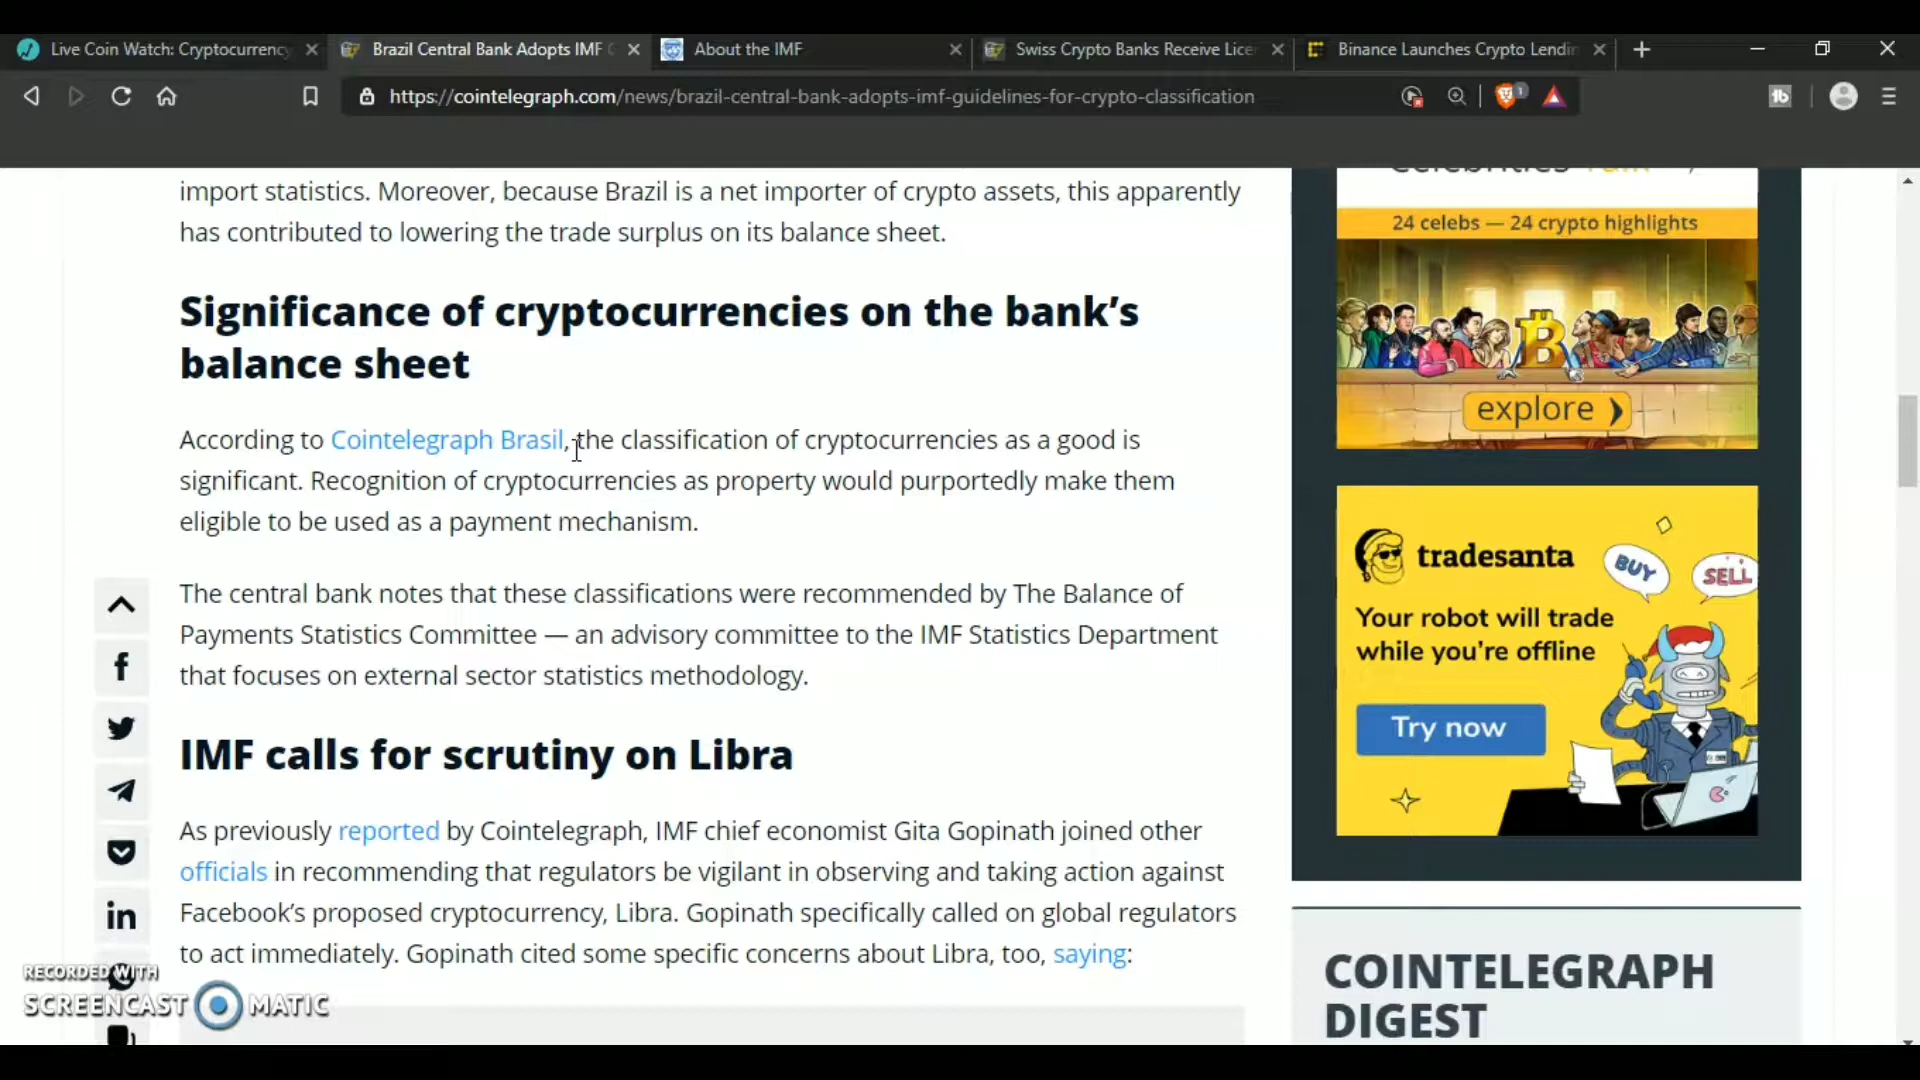 Live Coin Watch: Cryptocurrency
Brazil Central Bank Adopts IMF G
About the IMF
Swiss Crypto Banks Receive Lice
Binance Launches Crypto Lendin
https://cointelegraph.com/news/brazil-central-bank-adopts-imf-guidelines-for-crypto-classification
1
import statistics. Moreover, because Brazil is a net importer of crypto assets, this apparently
has contributed to lowering the trade surplus on its balance sheet.
Significance of cryptocurrencies on the bank's
balance sheet
According to Cointelegraph Brasil, the classification of cryptocurrencies as a good is
significant. Recognition of cryptocurrencies as property would purportedly make them
eligible to be used as a payment mechanism.
The central bank notes that these classifications were recommended by The Balance of
Payments Statistics Committee — an advisory committee to the IMF Statistics Department
that focuses on external sector statistics methodology.
IMF calls for scrutiny on Libra
As previously reported by Cointelegraph, IMF chief economist Gita Gopinath joined other
officials in recommending that regulators be vigilant in observing and taking action against
Facebook's proposed cryptocurrency, Libra. Gopinath specifically called on global regulators
to act immediately. Gopinath cited some specific concerns about Libra, too, saying:
24 celebs — 24 crypto highlights
explore
tradesanta
BUY
SELL
Your robot will trade
while you're offline
Try now
COINTELEGRAPH
DIGEST
RECORDED WITH
SCREENCAST MATIC